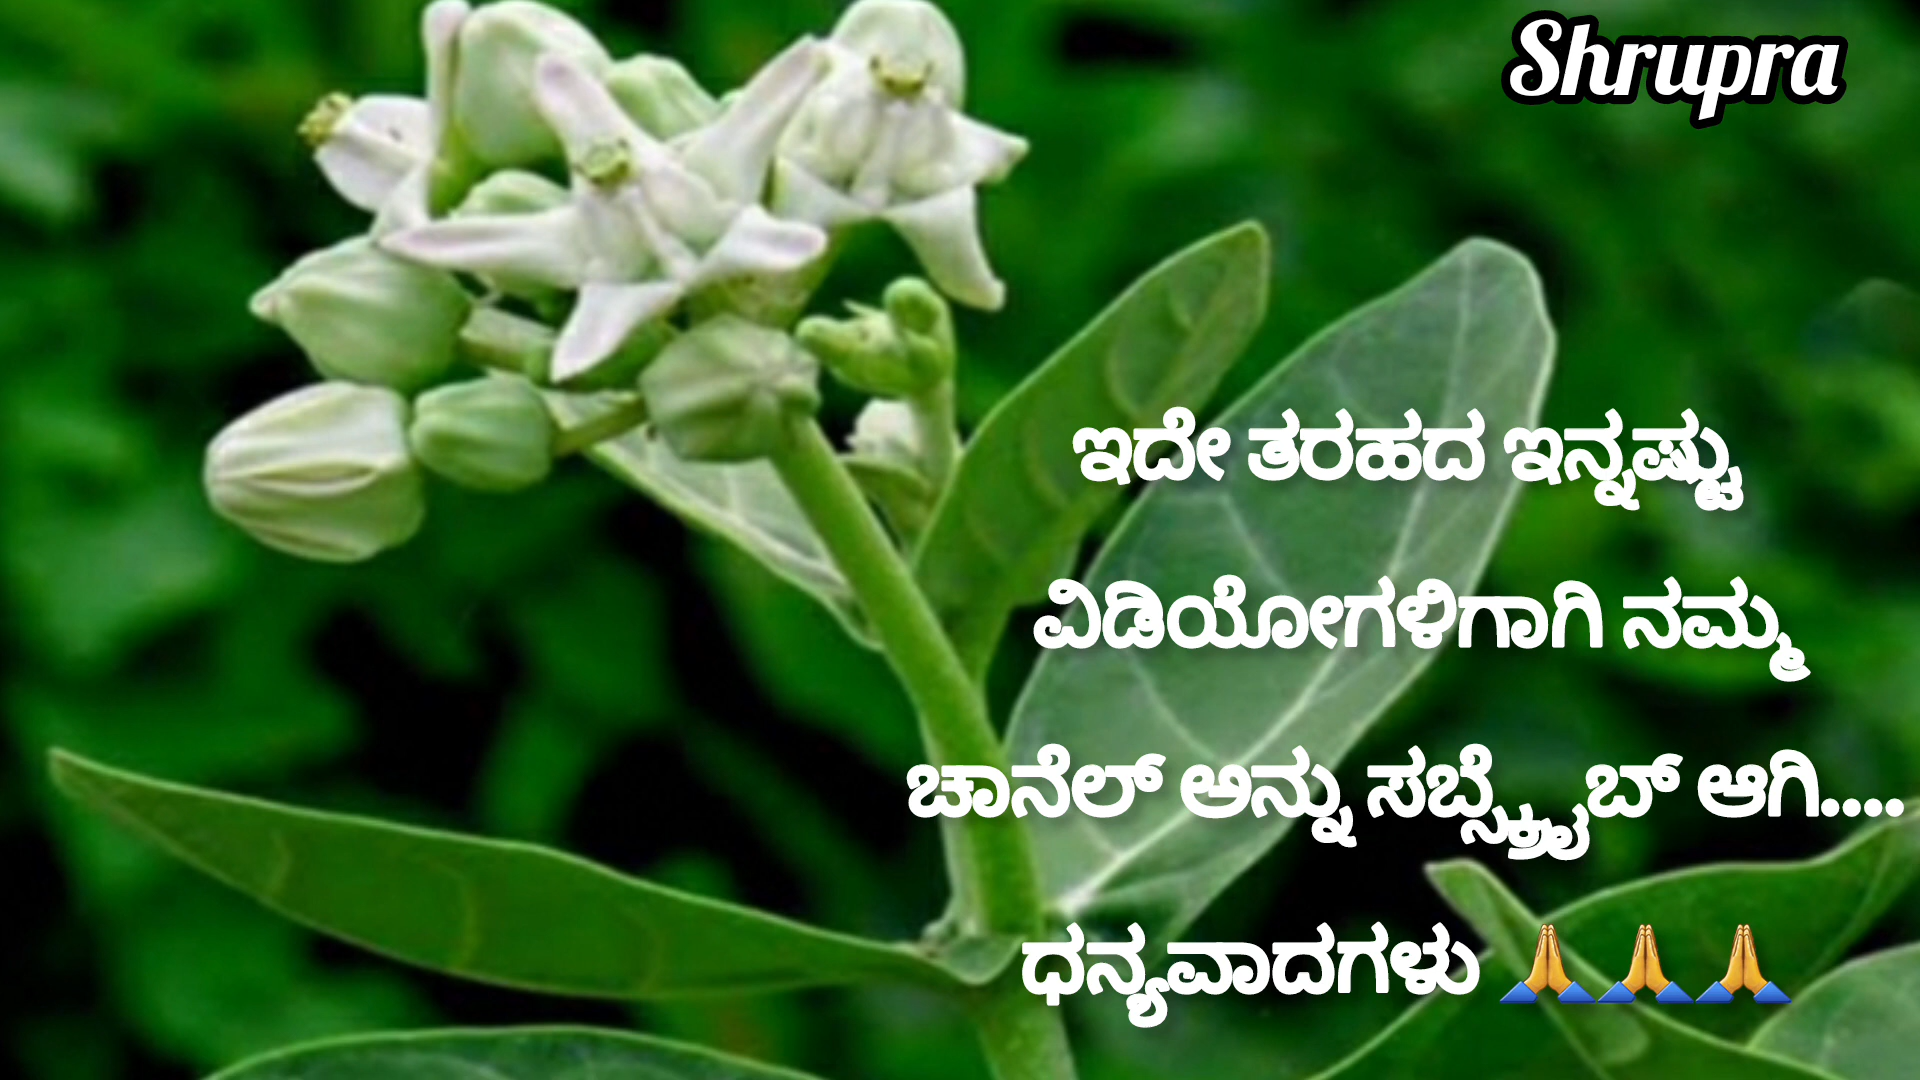 Shrupra
ಇದೇ ತರಹದ ಇನ್ನಷ್ಟು
ವಿಡಿಯೋಗಳಿಗಾಗಿ ನಮ್ಮ
ಚಾನೆಲ್ ಅನ್ನು ಸಬ್ಸ್ಕ್ರೈಬ್ ಆಗಿ....
ಧನ್ಯವಾದಗಳು 🙏🙏🙏